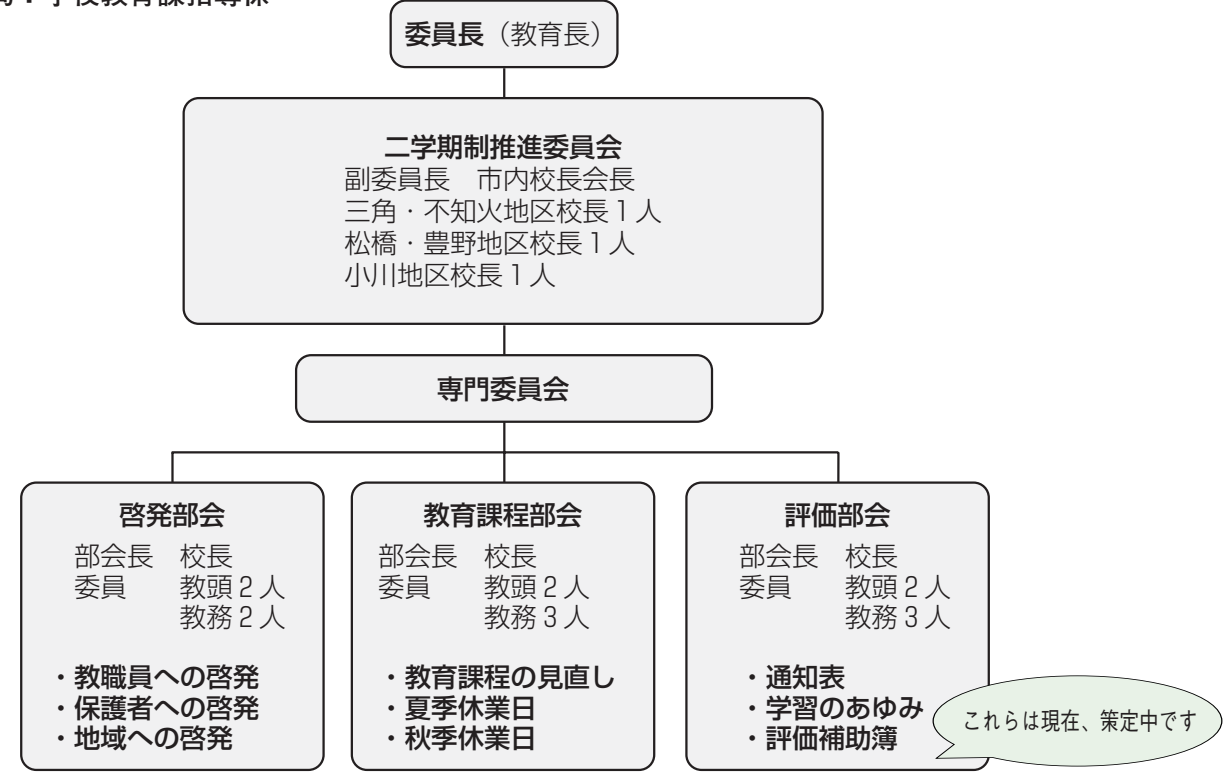 学校教育課指導係
委員長（教育長）
二学期制推進委員会
副委員長　市内校長会長
三角・不知火地区校長１人
松橋・豊野地区校長１人
小川地区校長１人
専門委員会
啓発部会
部会長　校長
委員　　教頭２人
教務２人
・教職員への啓発
・保護者への啓発
・地域への啓発
教育課程部会
部会長　校長
委員　　教頭２人
教務３人
・教育課程の見直し
・夏季休業日
・秋季休業日
評価部会
部会長　校長
委員　　教頭２人
教務３人
・通知表
・学習のあゆみ
・評価補助簿
これらは現在、策定中です